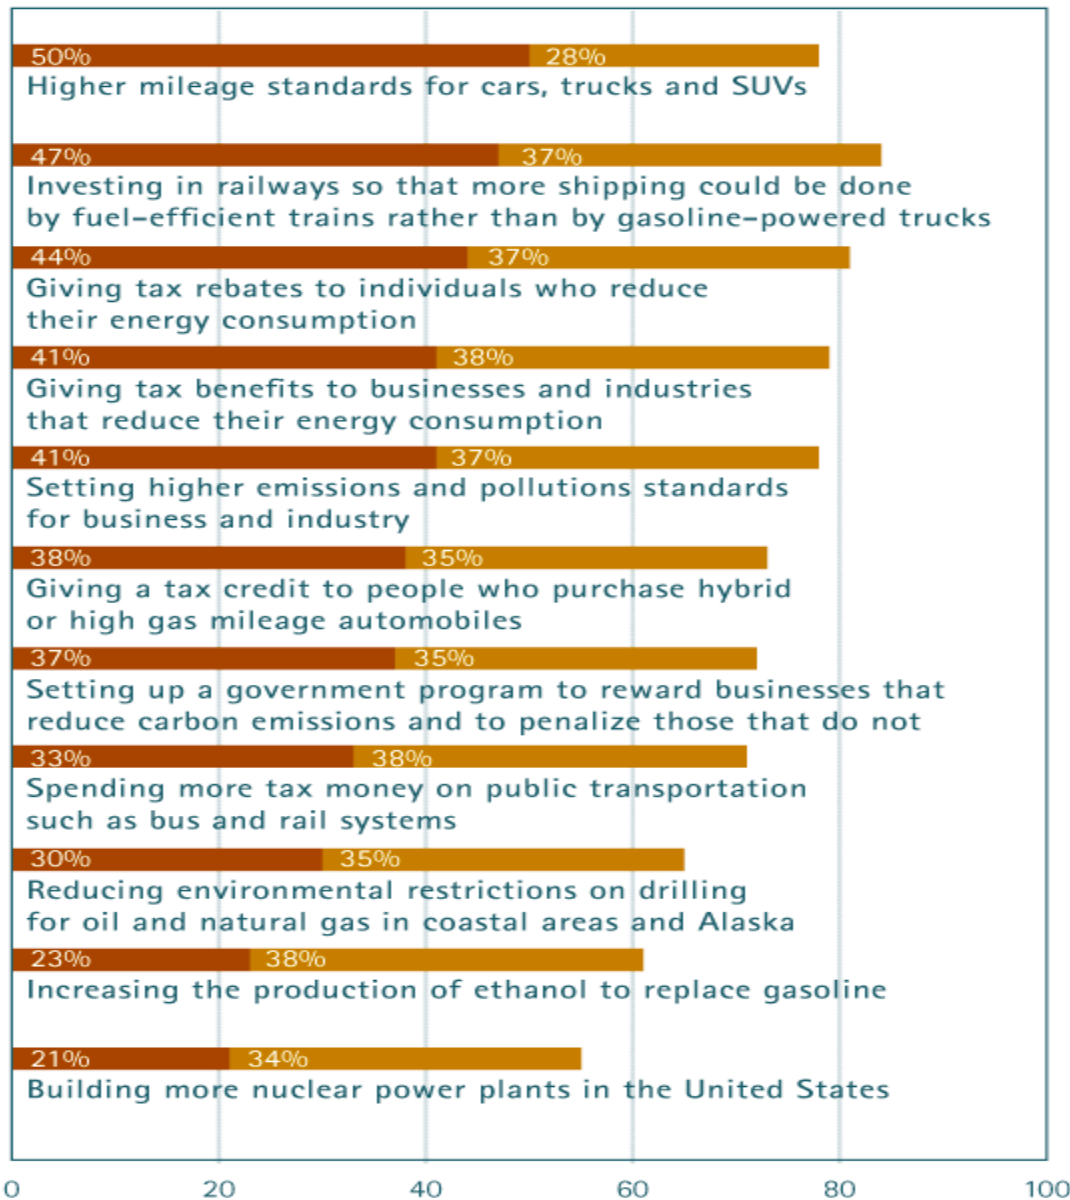 50% 28%
Higher mileage standards for cars, trucks and SUVs
47% 37%
Investing in railways so that more shipping could be done
by fuel-efficient trains rather than by gasoline-powered trucks
44% 37%
Giving tax rebates to individuals who reduce
their energy consumption
41% 38%
Giving tax benefits to businesses and industries
that reduce their energy consumption
41% 37%
Setting higher emissions and pollutions standards
for business and industry
38% 35%
Giving a tax credit to people who purchase hybrid
or high gas mileage automobiles
37% 35%
Setting up a government program to reward businesses that
reduce carbon emissions and to penalize those that do not
33% 38%
Spending more tax money on public transportation
such as bus and rail systems
30% 35%
Reducing environmental restrictions on drilling
for oil and natural gas in coastal areas and Alaska
23% 38%
Increasing the production of ethanol to replace gasoline
21% 34%
Building more nuclear power plants in the United States
0 20 40 60 80 100